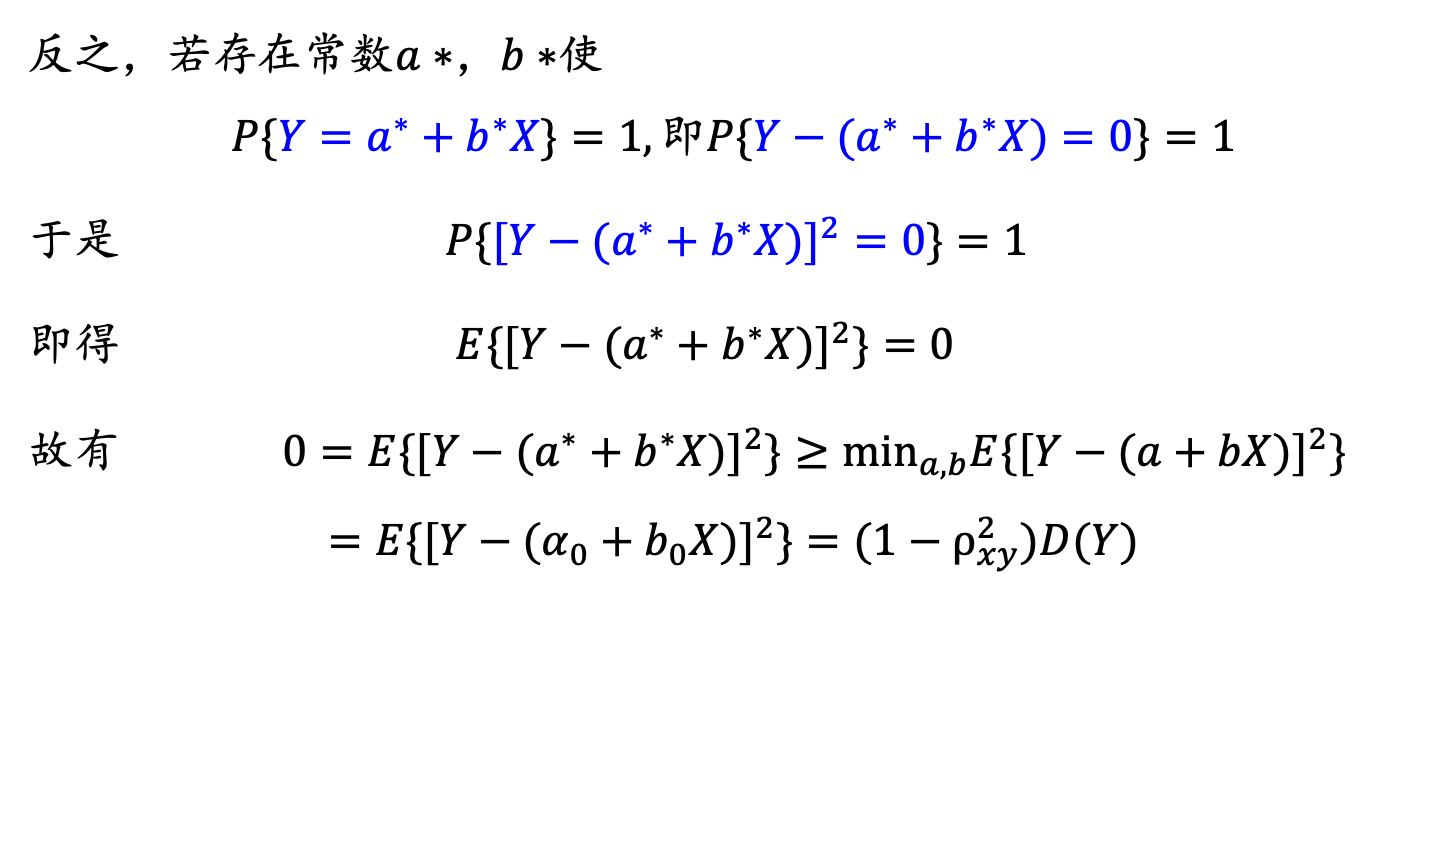 反之，若存在常数a*，b*使
P{Y = a* + b*X} = 1, 即P{Y − (a* + b*X) = 0} = 1
于是 P{[Y − (a* + b*X)]² = 0} = 1
即得 E{[Y − (a* + b*X)]²} = 0
故有 0 = E{[Y − (a* + b*X)]²} ≥ min_{a,b}E{[Y − (a + bX)]²}
= E{[Y − (α₀ + b₀X)]²} = (1 − ρ²_{xy})D(Y)